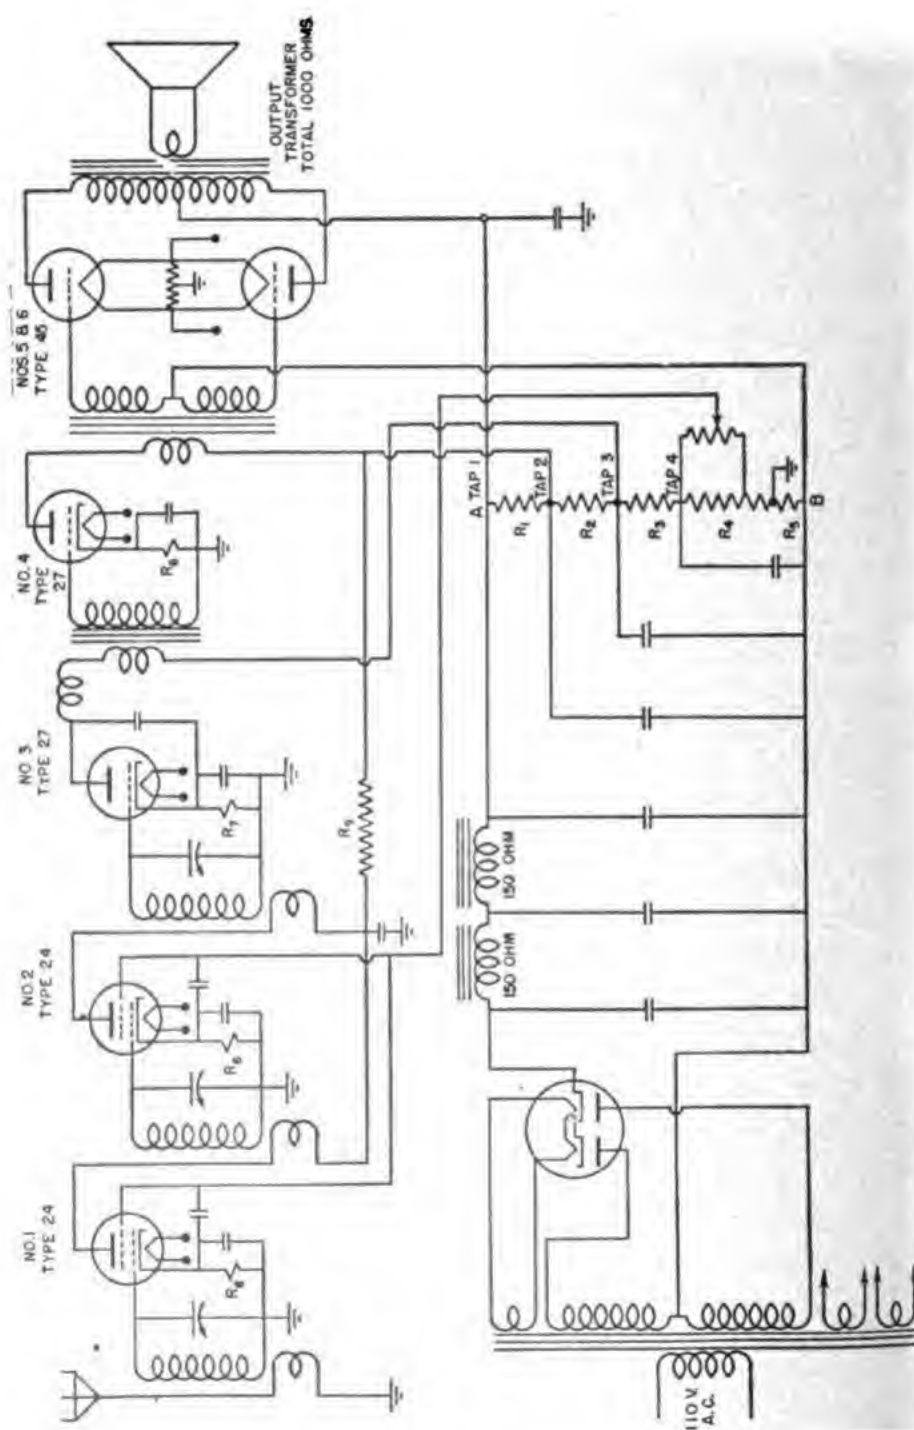 OUTPUT
TRANSFORMER
TOTAL 1000 OHMS.
NOS. 5 & 6
TYPE 45
NO. 4
TYPE
27
R8
NO. 3
TYPE 27
R7
R9
NO. 2
TYPE 24
R6
NO. 1
TYPE 24
R6
A TAP 1
R1
TAP 2
R2
TAP 3
R3
TAP 4
R4
R5
B
150 OHM
150 OHM
110 V.
A.C.